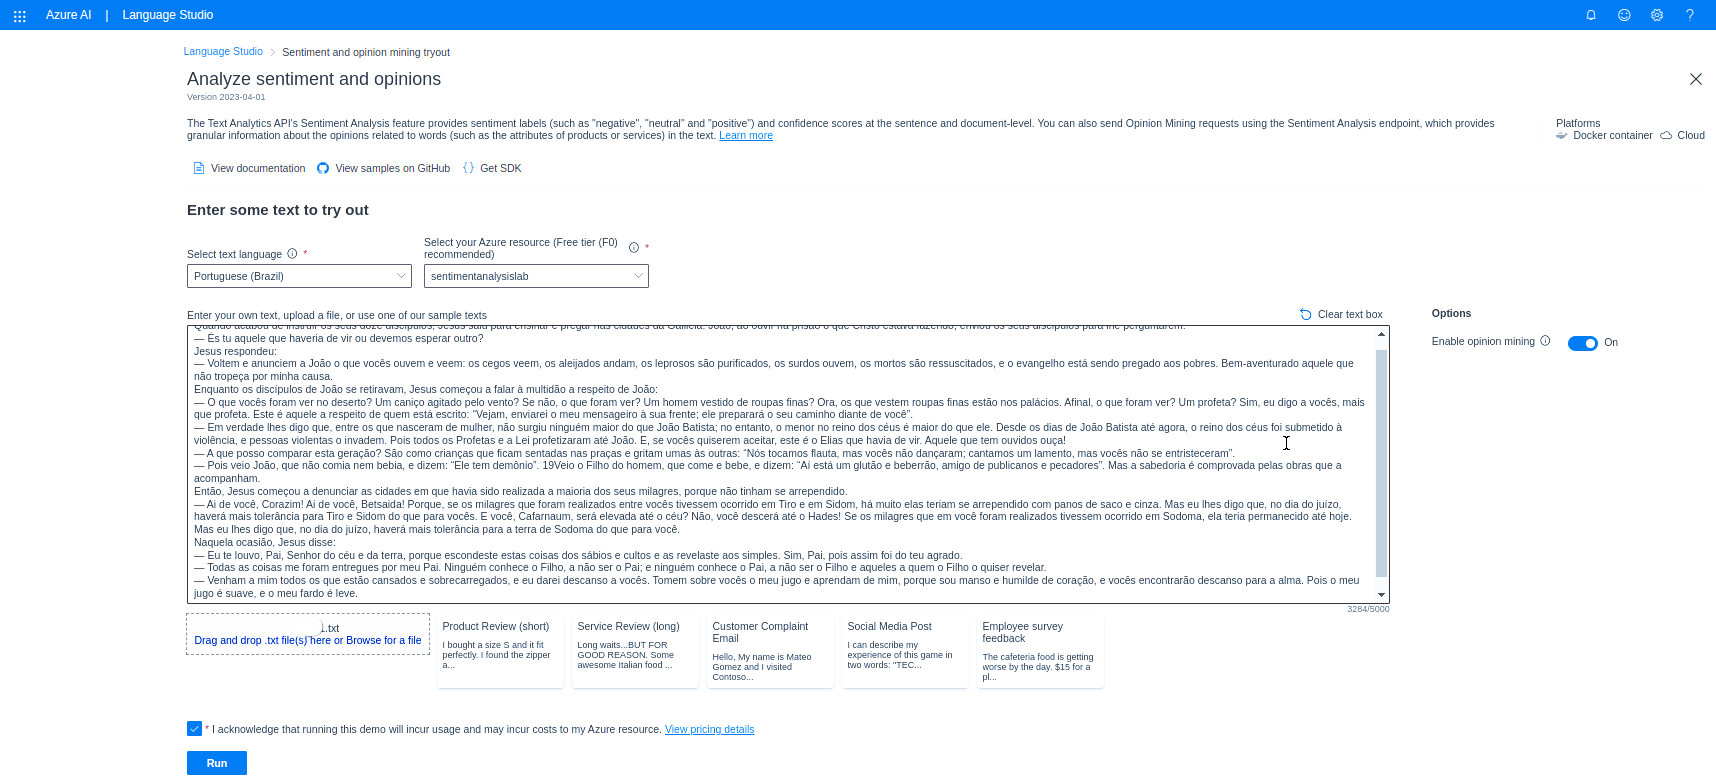 Azure AI | Language Studio
Language Studio > Sentiment and opinion mining tryout
Analyze sentiment and opinions
Version 2023-04-01
The Text Analytics API's Sentiment Analysis feature provides sentiment labels (such as "negative", "neutral" and "positive") and confidence scores at the sentence and document-level. You can also send Opinion Mining requests using the Sentiment Analysis endpoint, which provides
granular information about the opinions related to words (such as the attributes of products or services) in the text. Learn more
Platforms
Docker container Cloud
View documentation View samples on GitHub Get SDK
Enter some text to try out
Select text language *
Portuguese (Brazil)
Select your Azure resource (Free tier (F0)
recommended) *
sentimentanalysislab
Enter your own text, upload a file, or use one of our sample texts
Clear text box
Quando acabou de instruir os seus doze discípulos, Jesus saiu para ensinar e pregar nas cidades da Galileia. João, ao ouvir na prisão o que Cristo estava fazendo, enviou os seus discípulos para lhe perguntarem:
— És tu aquele que haveria de vir ou devemos esperar outro?
Jesus respondeu:
— Voltem e anunciem a João o que vocês ouvem e veem: os cegos veem, os aleijados andam, os leprosos são purificados, os surdos ouvem, os mortos são ressuscitados, e o evangelho está sendo pregado aos pobres. Bem-aventurado aquele que
não tropeça por minha causa.
Enquanto os discípulos de João se retiravam, Jesus começou a falar à multidão a respeito de João:
— O que vocês foram ver no deserto? Um caniço agitado pelo vento? Se não, o que foram ver? Um homem vestido de roupas finas? Ora, os que vestem roupas finas estão nos palácios. Afinal, o que foram ver? Um profeta? Sim, eu digo a vocês, mais
que profeta. Este é aquele a respeito de quem está escrito: “Vejam, enviarei o meu mensageiro à sua frente; ele preparará o seu caminho diante de você”.
— Em verdade lhes digo que, entre os que nasceram de mulher, não surgiu ninguém maior do que João Batista; no entanto, o menor no reino dos céus é maior do que ele. Desde os dias de João Batista até agora, o reino dos céus foi submetido à
violência, e pessoas violentas o invadem. Pois todos os Profetas e a Lei profetizaram até João. E, se vocês quiserem aceitar, este é o Elias que havia de vir. Aquele que tem ouvidos ouça!
— A que posso comparar esta geração? São como crianças que ficam sentadas nas praças e gritam umas às outras: “Nós tocamos flauta, mas vocês não dançaram; cantamos um lamento, mas vocês não se entristeceram”.
— Pois veio João, que não comia nem bebia, e dizem: “Ele tem demônio”. 19Veio o Filho do homem, que come e bebe, e dizem: “Aí está um glutão e beberrão, amigo de publicanos e pecadores”. Mas a sabedoria é comprovada pelas obras que a
acompanham.
Então, Jesus começou a denunciar as cidades em que havia sido realizada a maioria dos seus milagres, porque não tinham se arrependido.
— Ai de você, Corazim! Ai de você, Betsaida! Porque, se os milagres que foram realizados entre vocês tivessem ocorrido em Tiro e em Sidom, há muito elas teriam se arrependido com panos de saco e cinza. Mas eu lhes digo que, no dia do juízo,
haverá mais tolerância para Tiro e Sidom do que para vocês. E você, Cafarnaum, será elevada até o céu? Não, você descerá até o Hades! Se os milagres que em você foram realizados tivessem ocorrido em Sodoma, ela teria permanecido até hoje.
Mas eu lhes digo que, no dia do juízo, haverá mais tolerância para a terra de Sodoma do que para você.
Naquela ocasião, Jesus disse:
— Eu te louvo, Pai, Senhor do céu e da terra, porque escondeste estas coisas dos sábios e cultos e as revelaste aos simples. Sim, Pai, pois assim foi do teu agrado.
— Todas as coisas me foram entregues por meu Pai. Ninguém conhece o Filho, a não ser o Pai; e ninguém conhece o Pai, a não ser o Filho e aqueles a quem o Filho o quiser revelar.
— Venham a mim todos os que estão cansados e sobrecarregados, e eu darei descanso a vocês. Tomem sobre vocês o meu jugo e aprendam de mim, porque sou manso e humilde de coração, e vocês encontrarão descanso para a alma. Pois o meu
jugo é suave, e o meu fardo é leve.
3284/5000
Options
Enable opinion mining On
.txt
Drag and drop .txt file(s) here or Browse for a file
Product Review (short)
I bought a size S and it fit
perfectly. I found the zipper
a...
Service Review (long)
Long waits...BUT FOR
GOOD REASON. Some
awesome Italian food ...
Customer Complaint
Email
Hello, My name is Mateo
Gomez and I visited
Contoso...
Social Media Post
I can describe my
experience of this game in
two words: "TEC...
Employee survey
feedback
The cafeteria food is getting
worse by the day. $15 for a
pl...
* I acknowledge that running this demo will incur usage and may incur costs to my Azure resource. View pricing details
Run